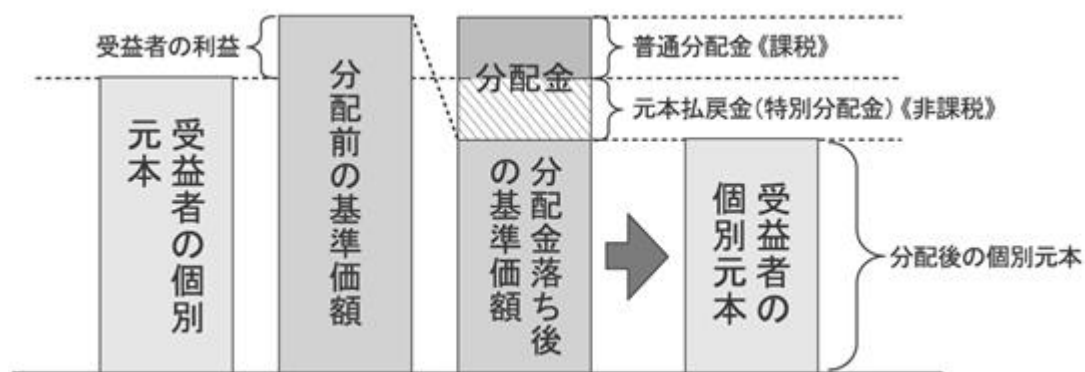 受益者の利益
受益者の個別
元本
分配前の基準価額
分配金
分配金落ち後
の基準価額
普通分配金《課税》
元本払戻金(特別分配金)《非課税》
受益者の
個別元本
分配後の個別元本